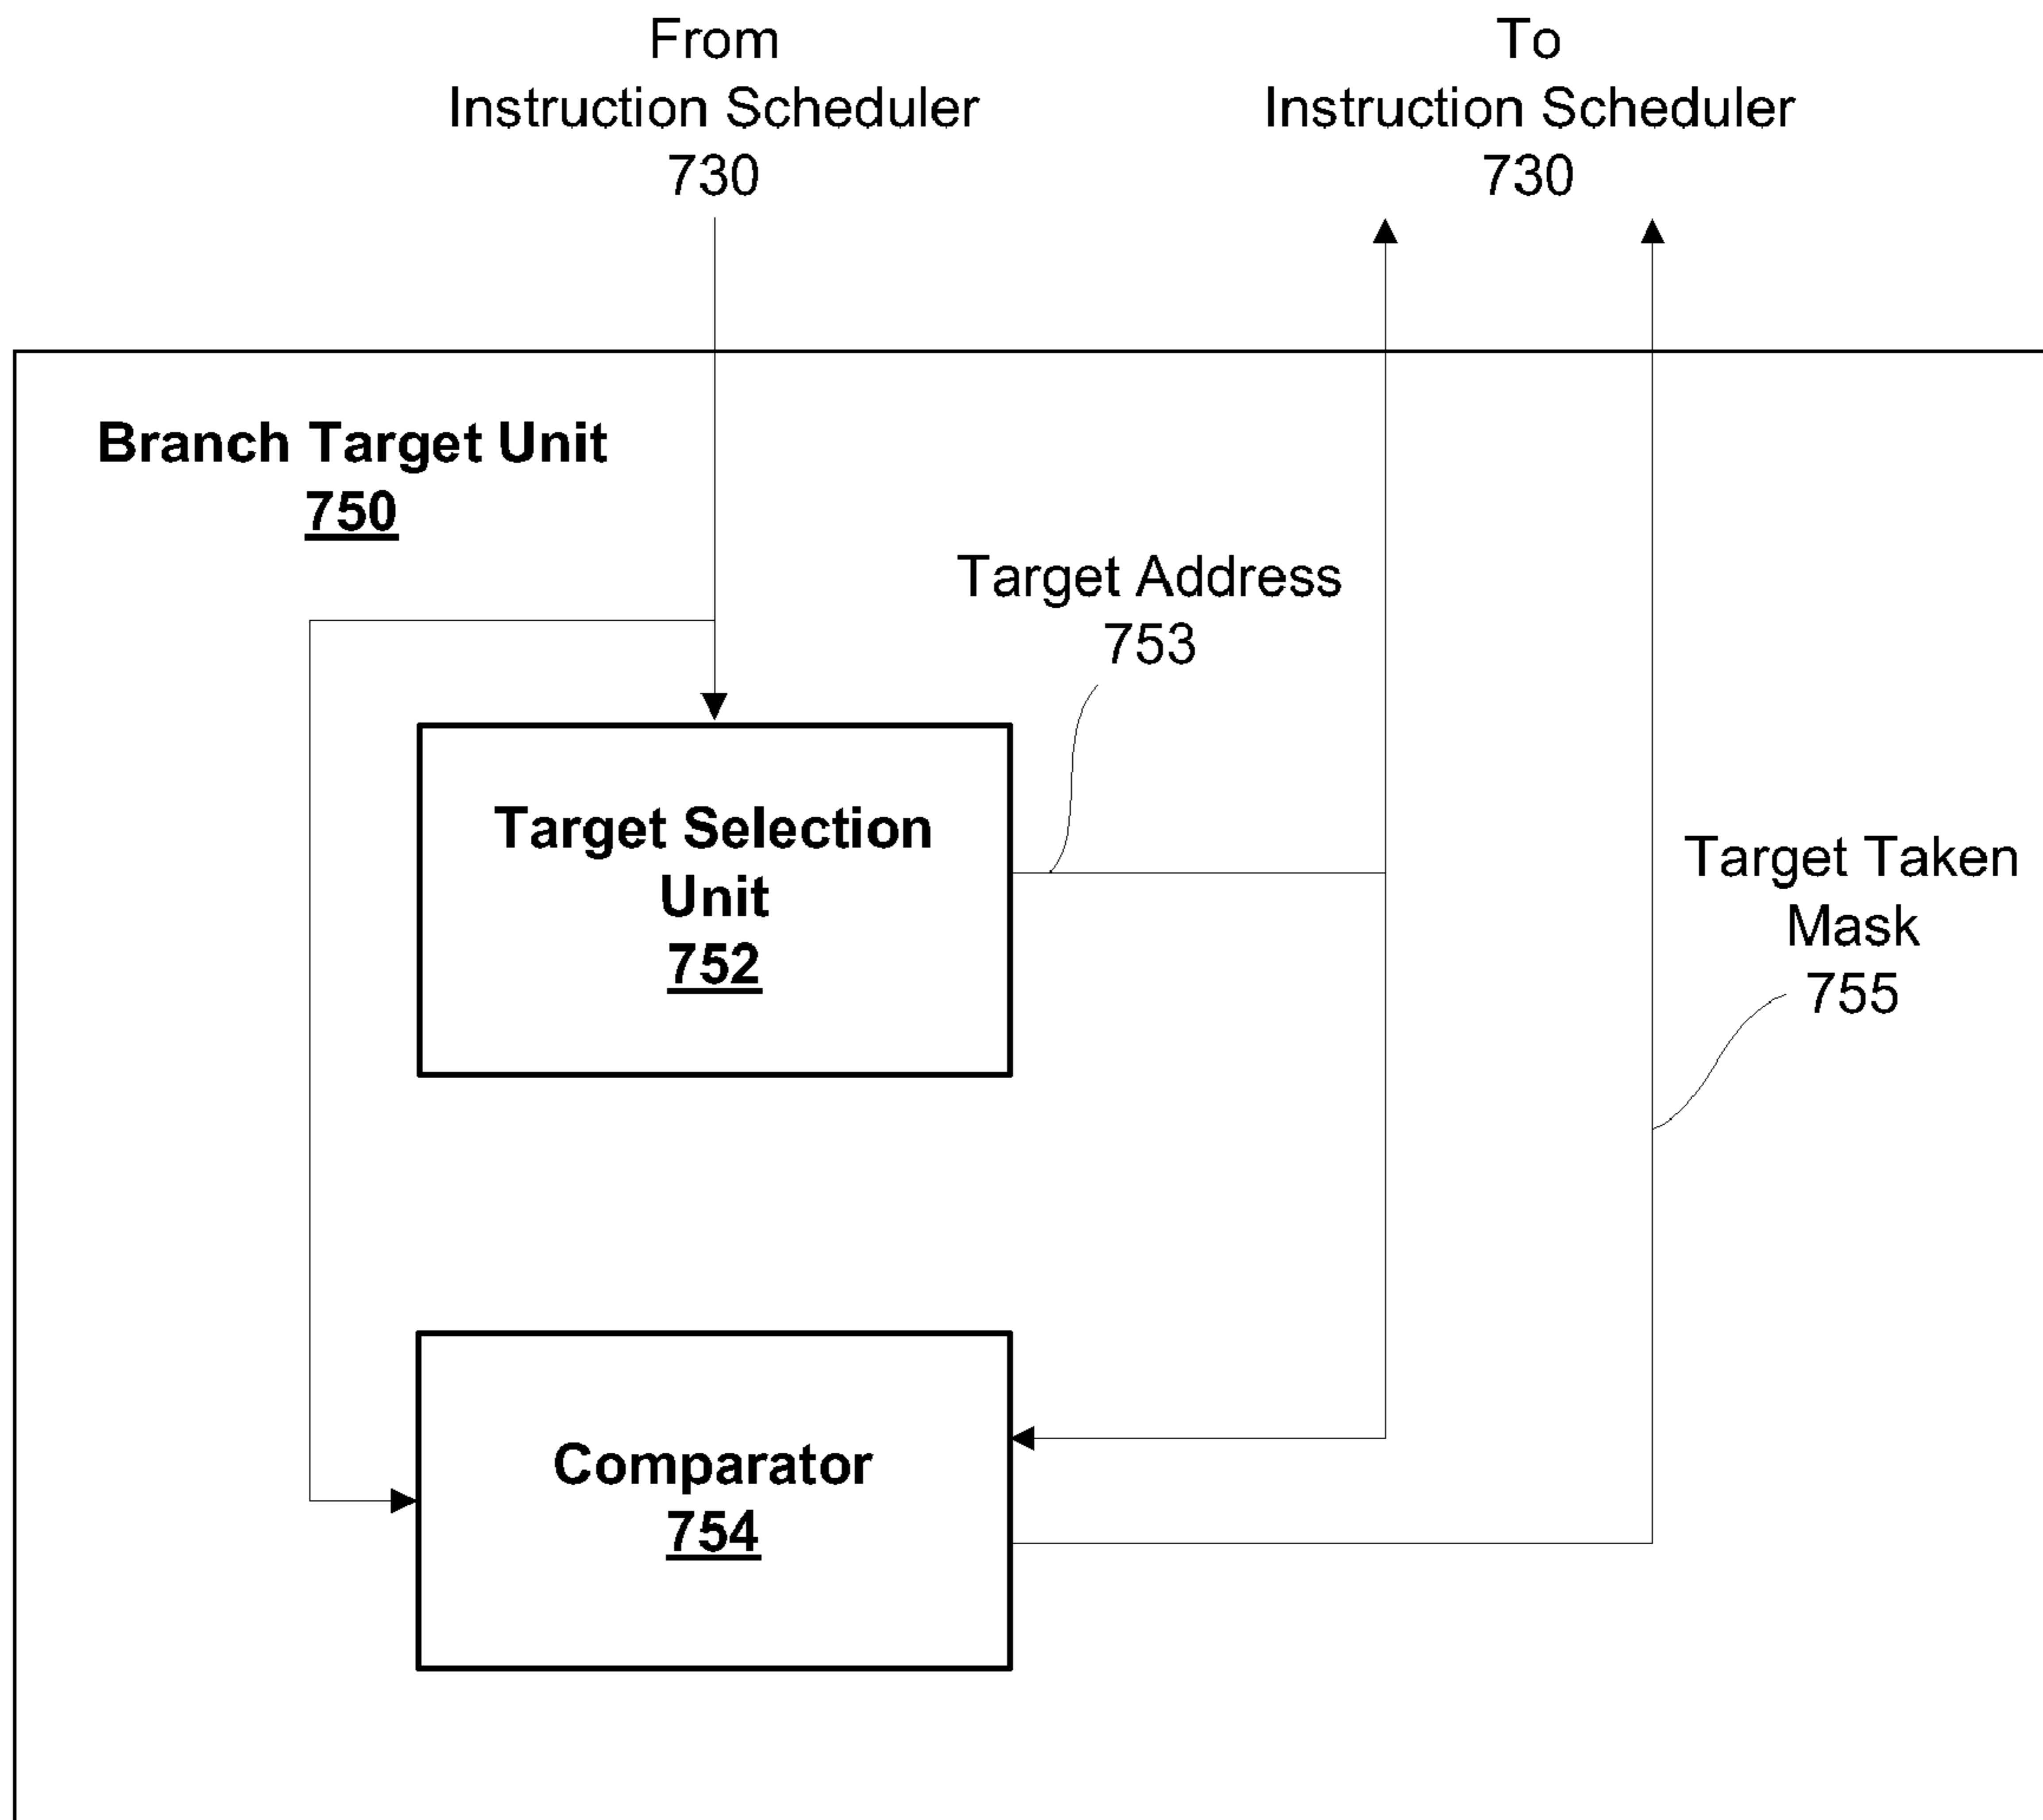 From
Instruction Scheduler
730
To
Instruction Scheduler
730
Branch Target Unit
750
Target Address
753
Target Selection
Unit
752
Target Taken
Mask
755
Comparator
754